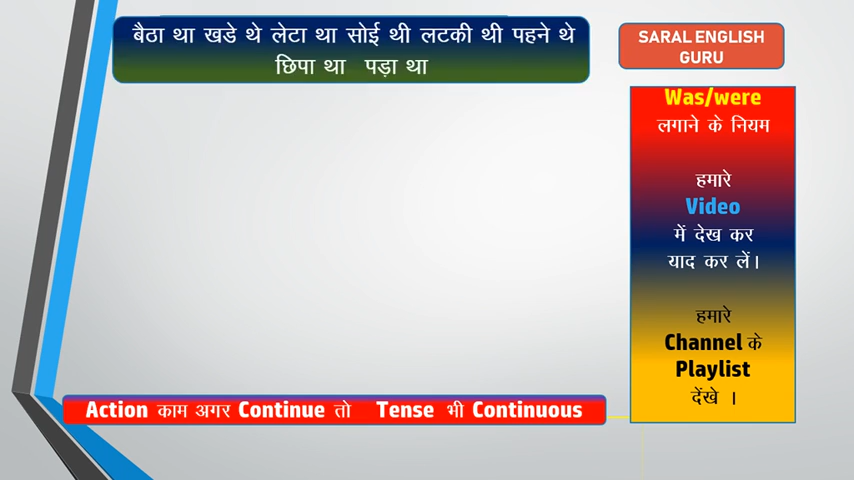 बैठा था खडे थे लेटा था सोई थी लटकी थी पहने थे
छिपा था पड़ा था
SARAL ENGLISH
GURU
Was/were
लगाने के नियम
हमारे
Video
में देख कर
याद कर लें।
हमारे
Channel के
Playlist
देंखे ।
Action काम अगर Continue तो Tense भी Continuous